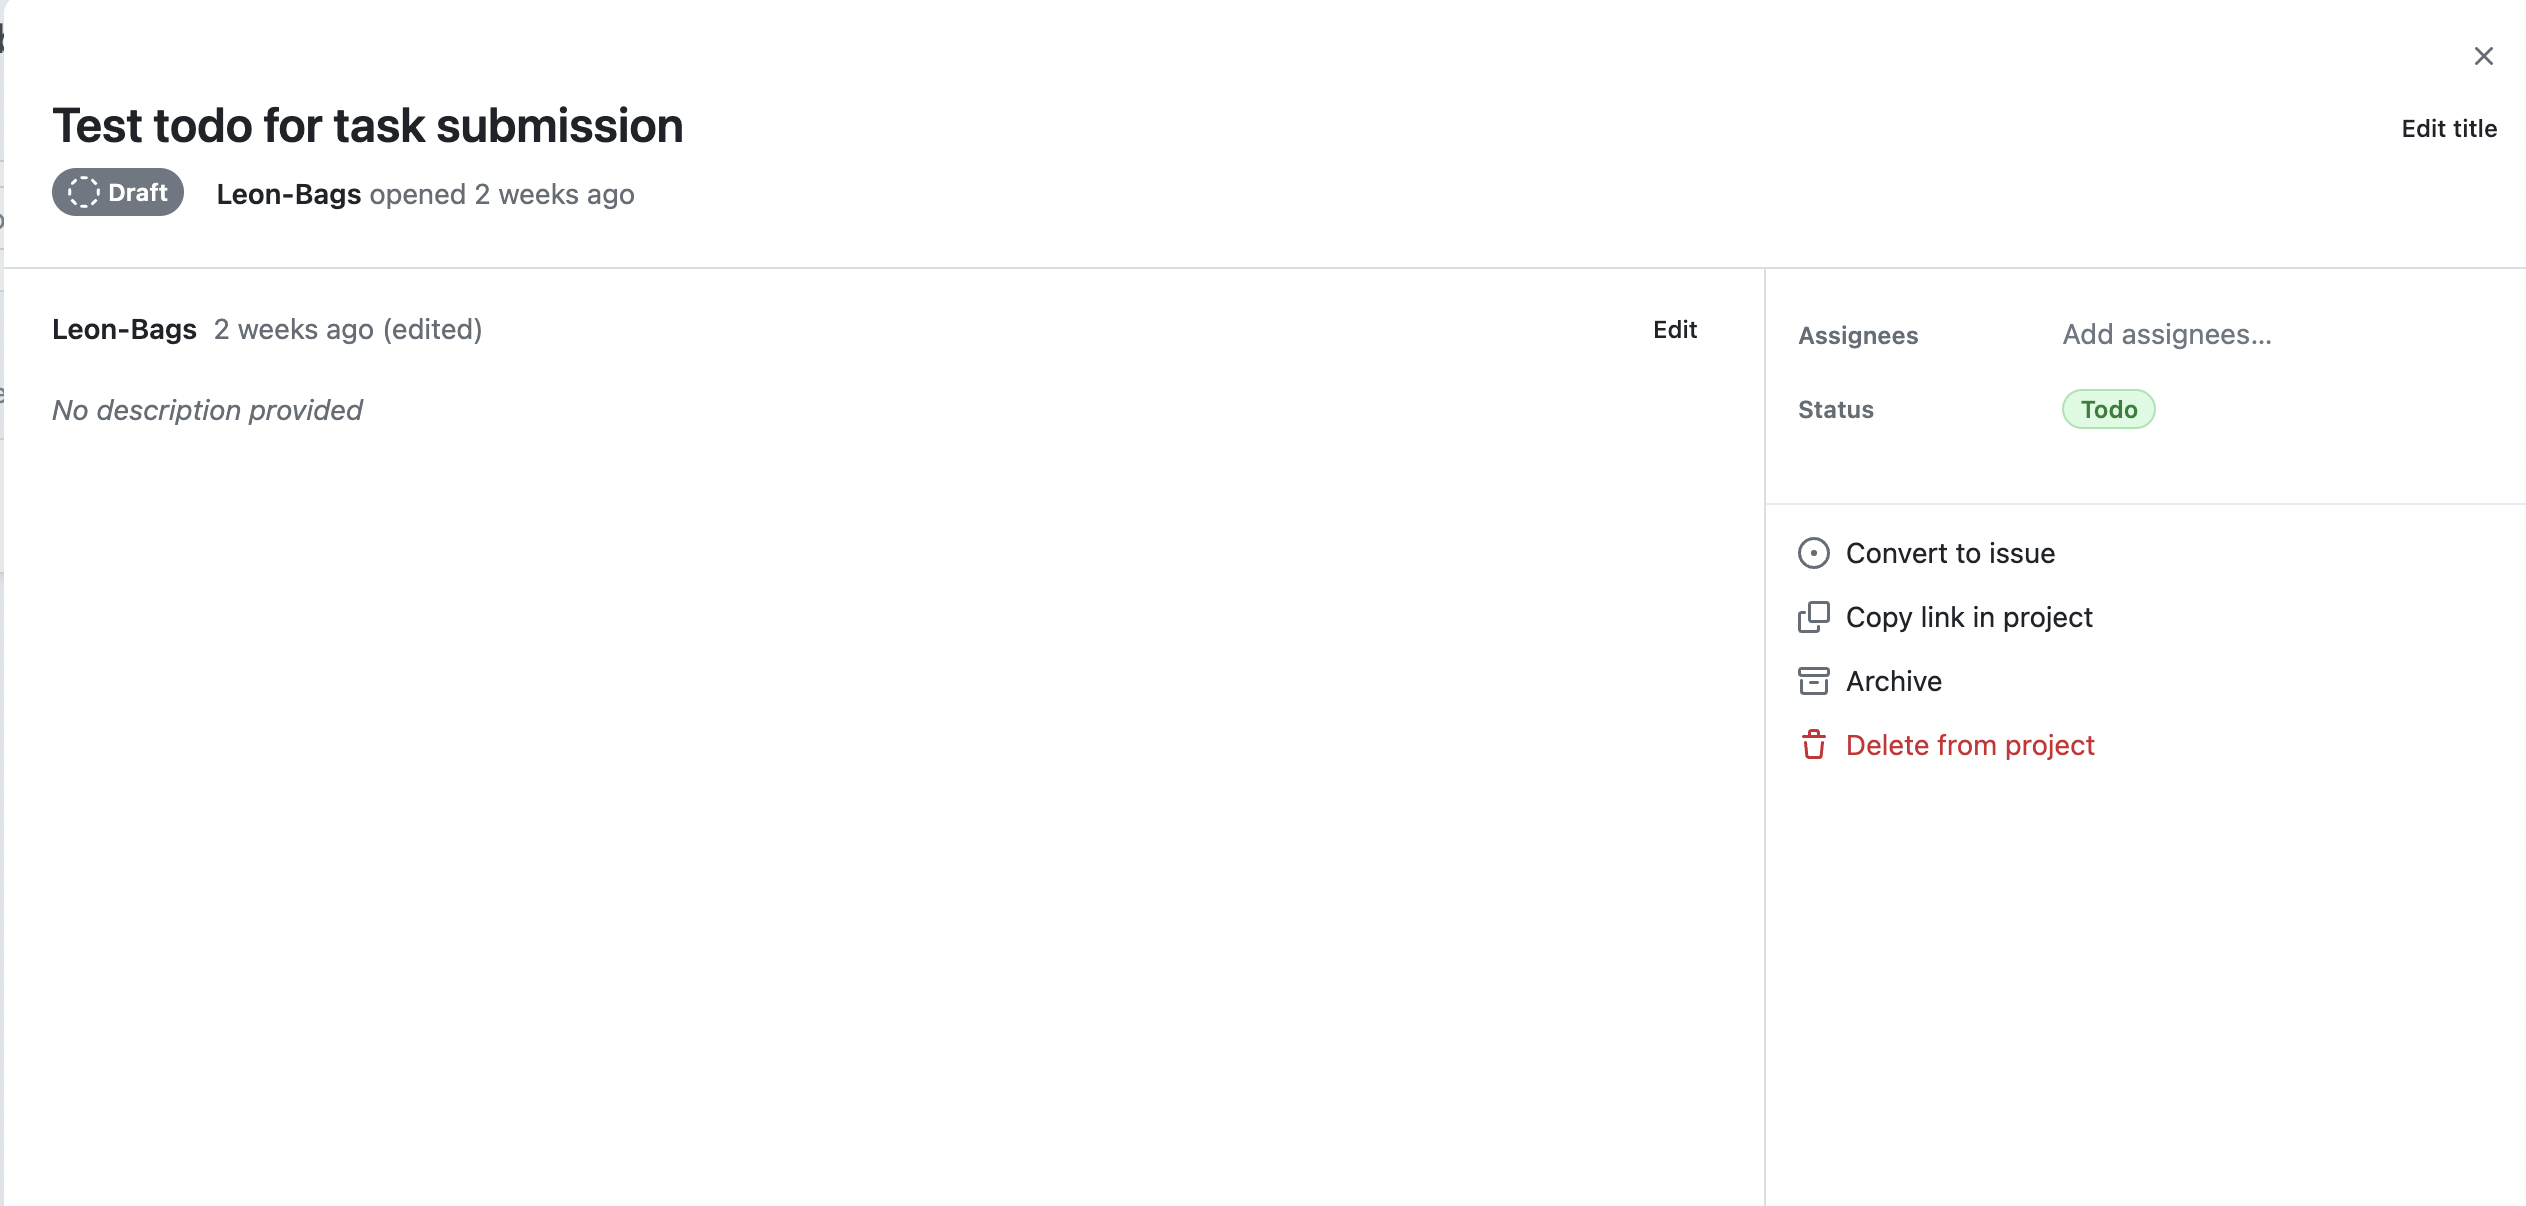 Test todo for task submission
Edit title
Draft
Leon-Bags opened 2 weeks ago
Leon-Bags 2 weeks ago (edited)
Edit
No description provided
Assignees
Add assignees...
Status
Todo
Convert to issue
Copy link in project
Archive
Delete from project